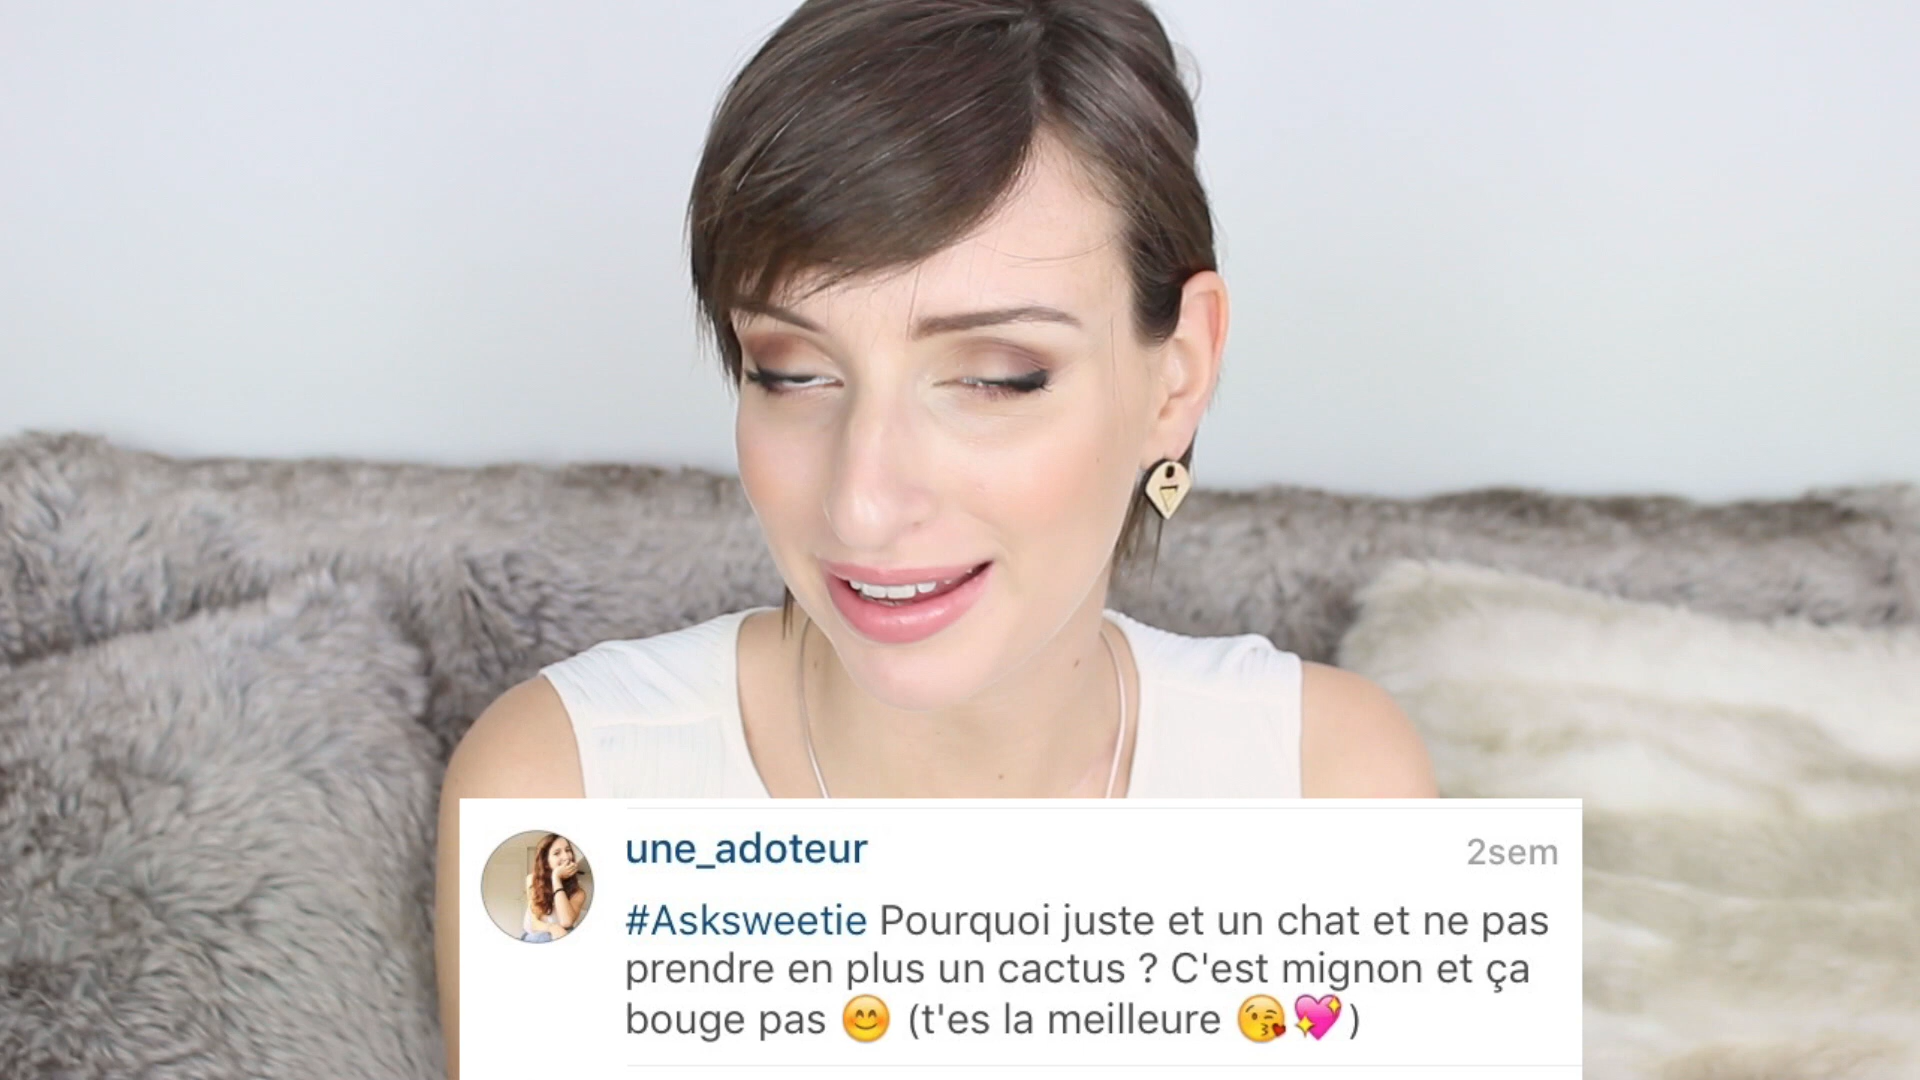 une_adoteur
2sem
#Asksweetie Pourquoi juste et un chat et ne pas
prendre en plus un cactus ? C'est mignon et ça
bouge pas 😊 (t'es la meilleure 😘💖)